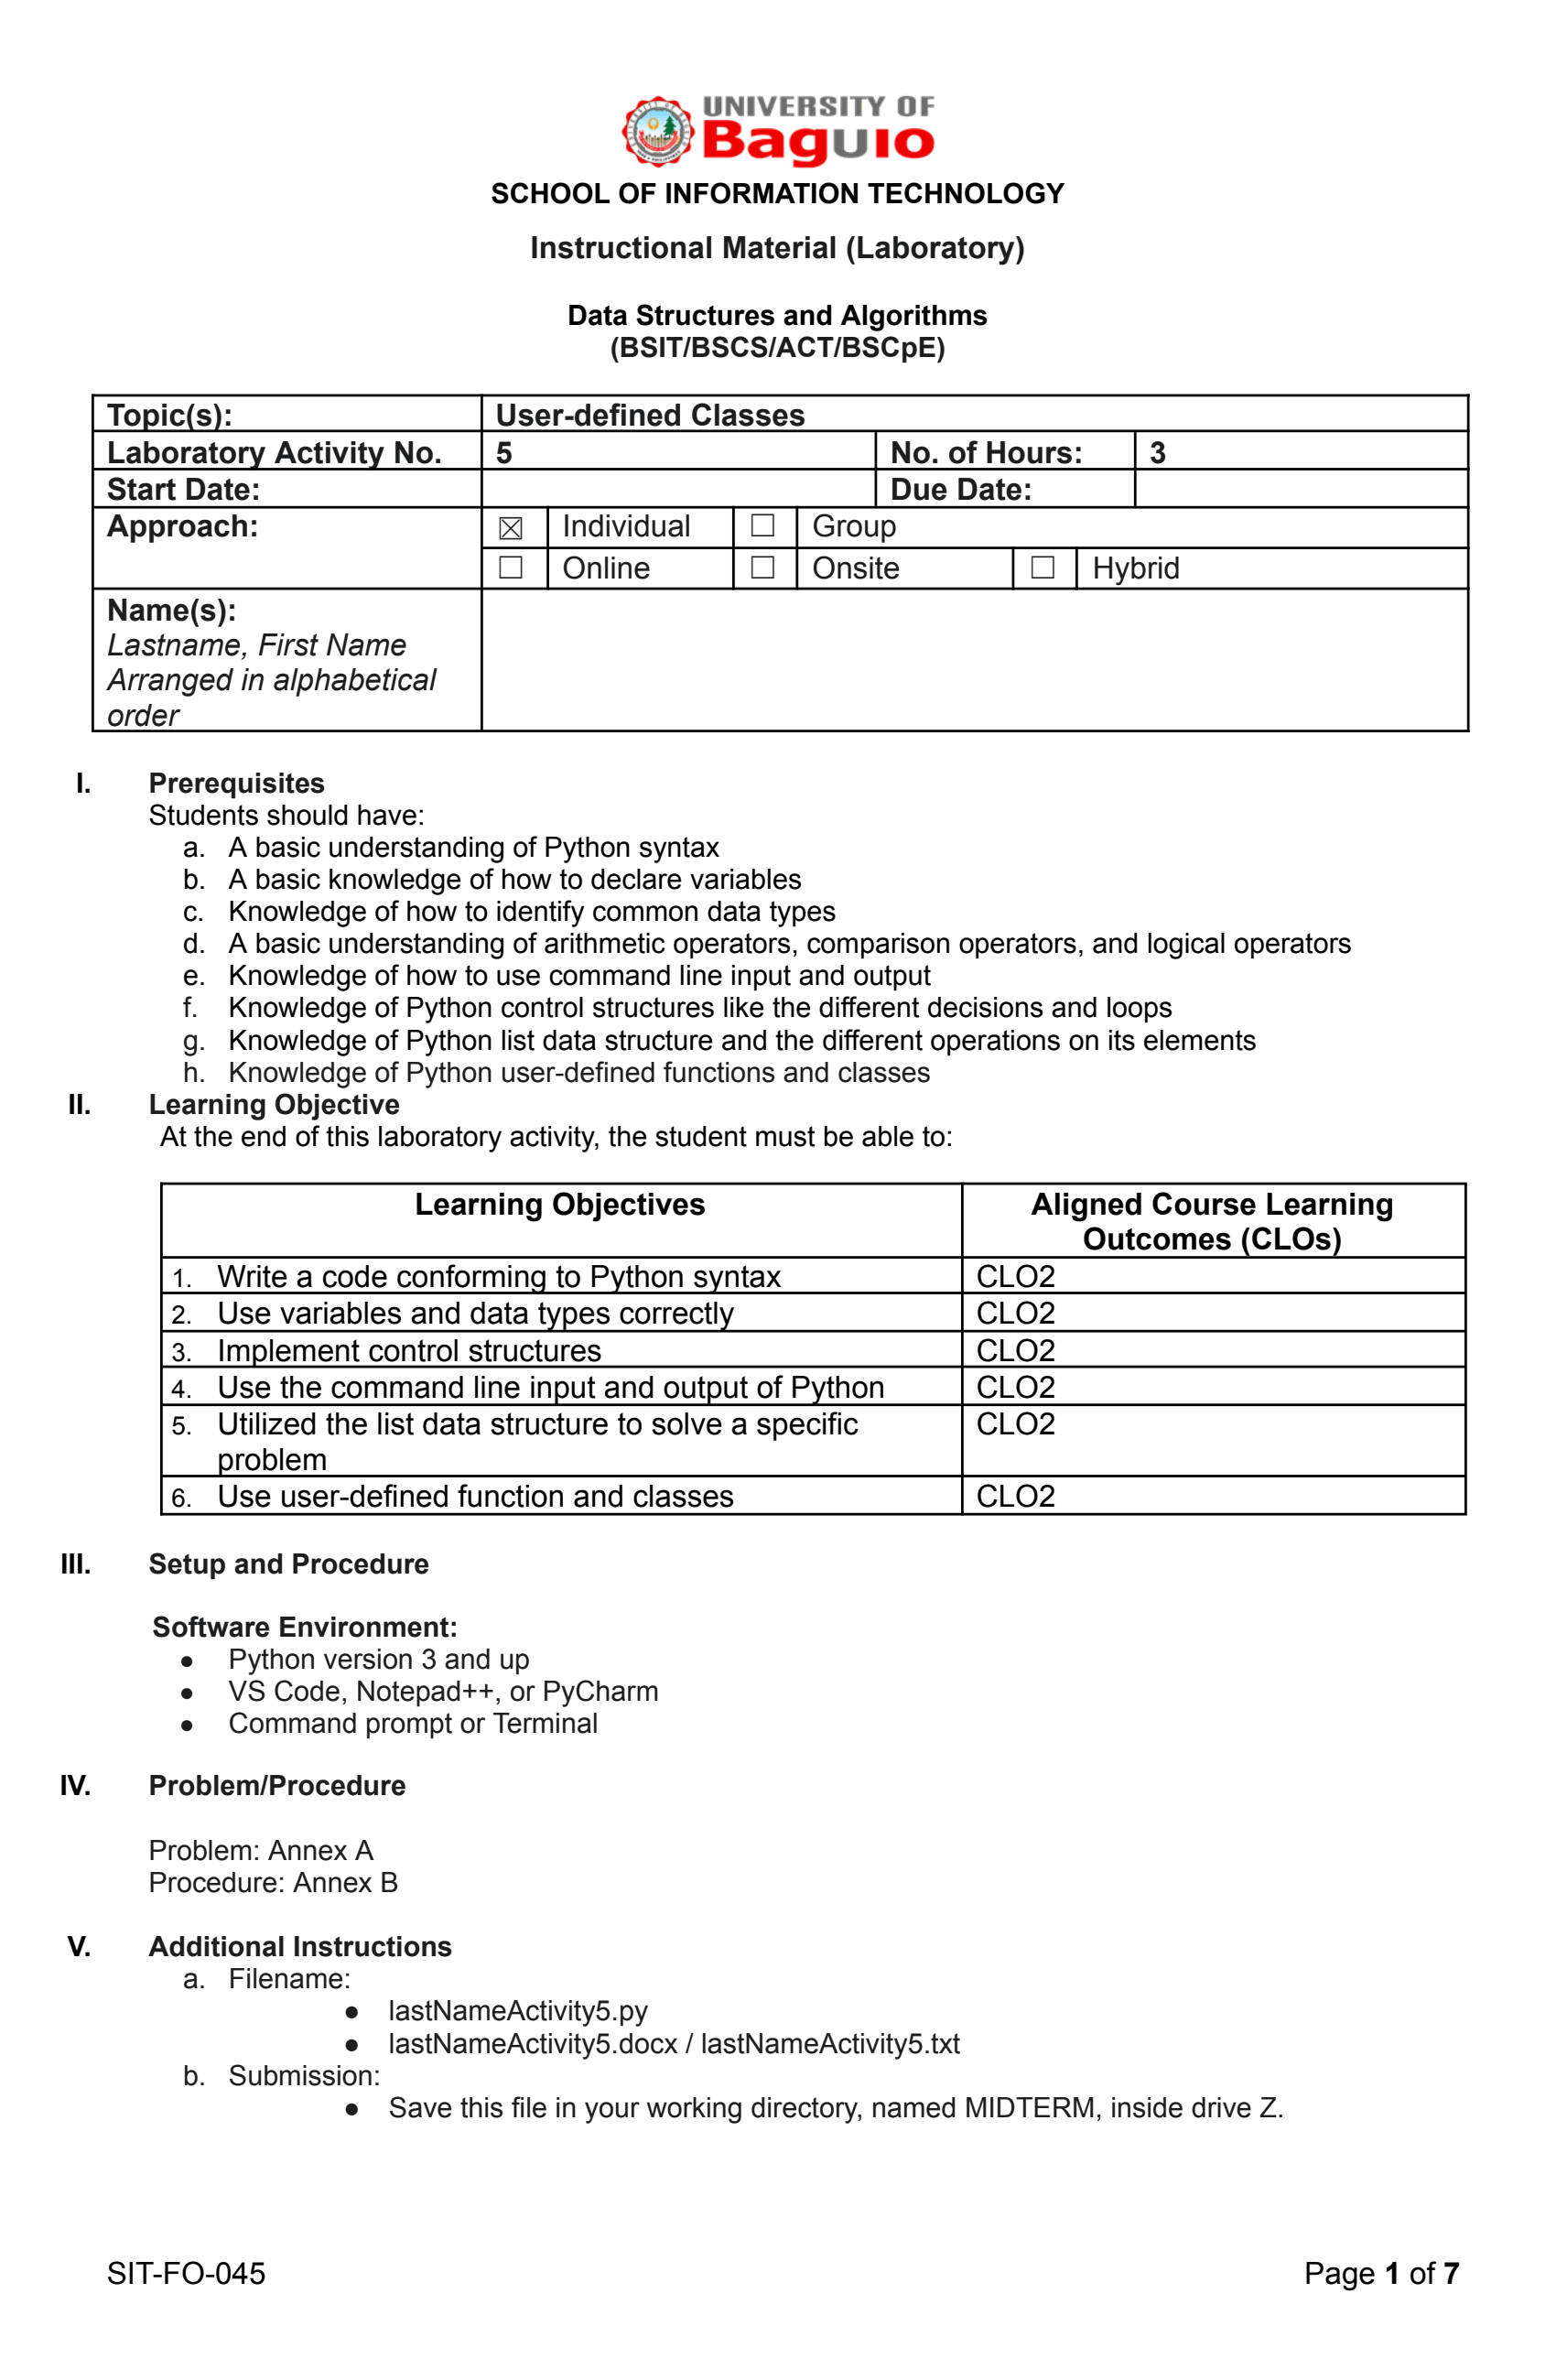 UNIVERSITY OF
Baguio
SCHOOL OF INFORMATION TECHNOLOGY
Instructional Material (Laboratory)
Data Structures and Algorithms
(BSIT/BSCS/ACT/BSCpE)
Topic(s): User-defined Classes
Laboratory Activity No. 5 No. of Hours: 3
Start Date: Due Date:
Approach: ☒ Individual ☐ Group
☐ Online ☐ Onsite ☐ Hybrid
Name(s):
Lastname, First Name
Arranged in alphabetical
order
I. Prerequisites
Students should have:
a. A basic understanding of Python syntax
b. A basic knowledge of how to declare variables
c. Knowledge of how to identify common data types
d. A basic understanding of arithmetic operators, comparison operators, and logical operators
e. Knowledge of how to use command line input and output
f. Knowledge of Python control structures like the different decisions and loops
g. Knowledge of Python list data structure and the different operations on its elements
h. Knowledge of Python user-defined functions and classes
II. Learning Objective
At the end of this laboratory activity, the student must be able to:
Learning Objectives Aligned Course Learning
Outcomes (CLOs)
1. Write a code conforming to Python syntax CLO2
2. Use variables and data types correctly CLO2
3. Implement control structures CLO2
4. Use the command line input and output of Python CLO2
5. Utilized the list data structure to solve a specific CLO2
problem
6. Use user-defined function and classes CLO2
III. Setup and Procedure
Software Environment:
● Python version 3 and up
● VS Code, Notepad++, or PyCharm
● Command prompt or Terminal
IV. Problem/Procedure
Problem: Annex A
Procedure: Annex B
V. Additional Instructions
a. Filename:
● lastNameActivity5.py
● lastNameActivity5.docx / lastNameActivity5.txt
b. Submission:
● Save this file in your working directory, named MIDTERM, inside drive Z.
SIT-FO-045 Page 1 of 7